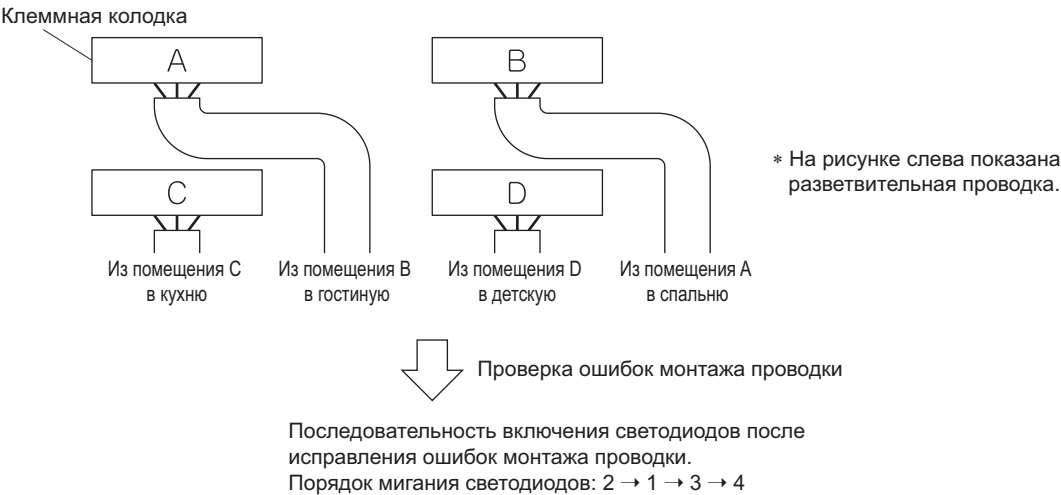 Клеммная колодка
A
B
* На рисунке слева показана
разветвительная проводка.
C
D
Из помещения C
в кухню
Из помещения B
в гостиную
Из помещения D
в детскую
Из помещения A
в спальню
Проверка ошибок монтажа проводки
Последовательность включения светодиодов после
исправления ошибок монтажа проводки.
Порядок мигания светодиодов: 2 → 1 → 3 → 4